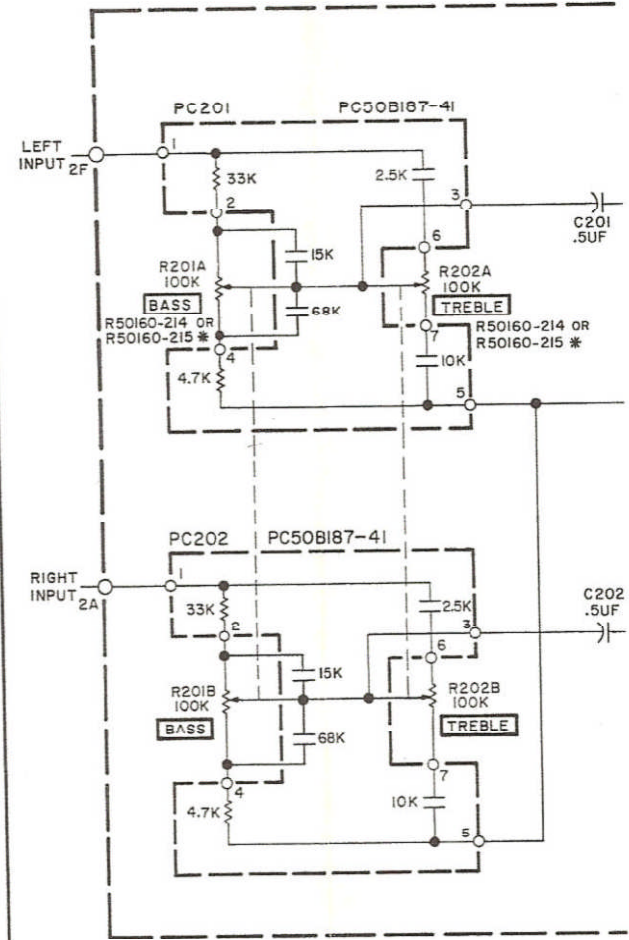 PC201 PC50B187-41
LEFT
INPUT 2F
1
33K
2.5K
2
3
C201
.5UF
6
15K
R201A
100K
BASS
R50160-214 OR
R50160-215 *
68K
R202A
100K
TREBLE
7
R50160-214 OR
R50160-215 *
4
4.7K
10K
5
PC202 PC50B187-41
RIGHT
INPUT 2A
1
33K
2.5K
2
3
C202
.5UF
6
15K
R201B
100K
BASS
68K
R202B
100K
TREBLE
7
4
4.7K
10K
5